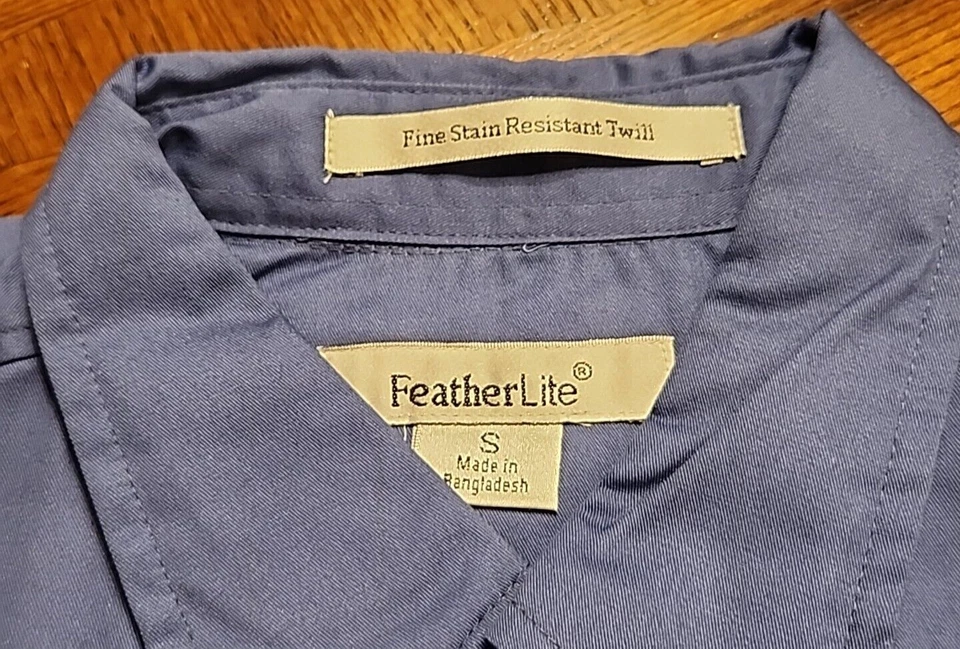 Fine Stain Resistant Twill
FeatherLite®
S
Made in
Bangladesh